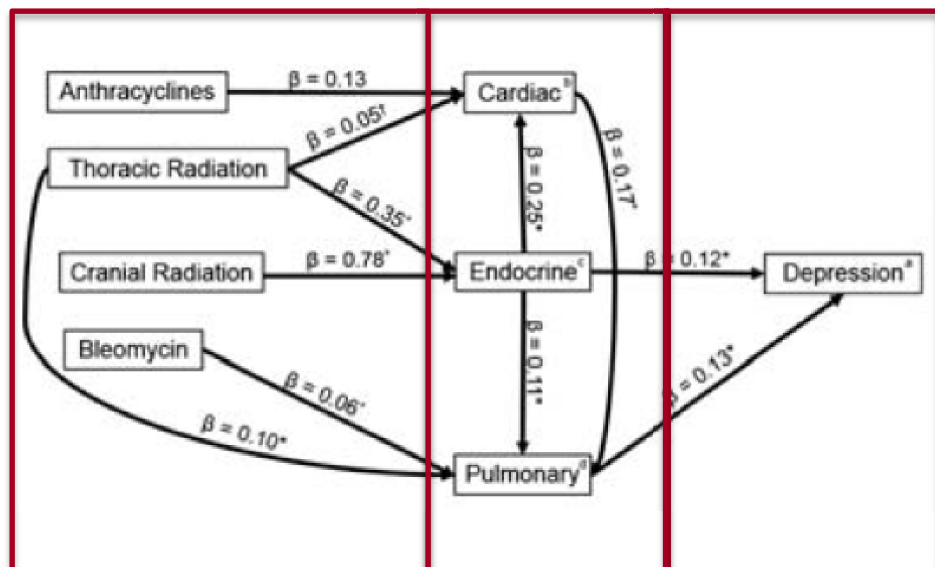 Anthracyclines
β = 0.13
Cardiac b
Thoracic Radiation
β = 0.05†
β = 0.35*
β = 0.25*
β = 0.17*
Cranial Radiation
β = 0.78*
Endocrine c
β = 0.12*
Depression a
Bleomycin
β = 0.06*
β = 0.11*
β = 0.13*
β = 0.10*
Pulmonary d